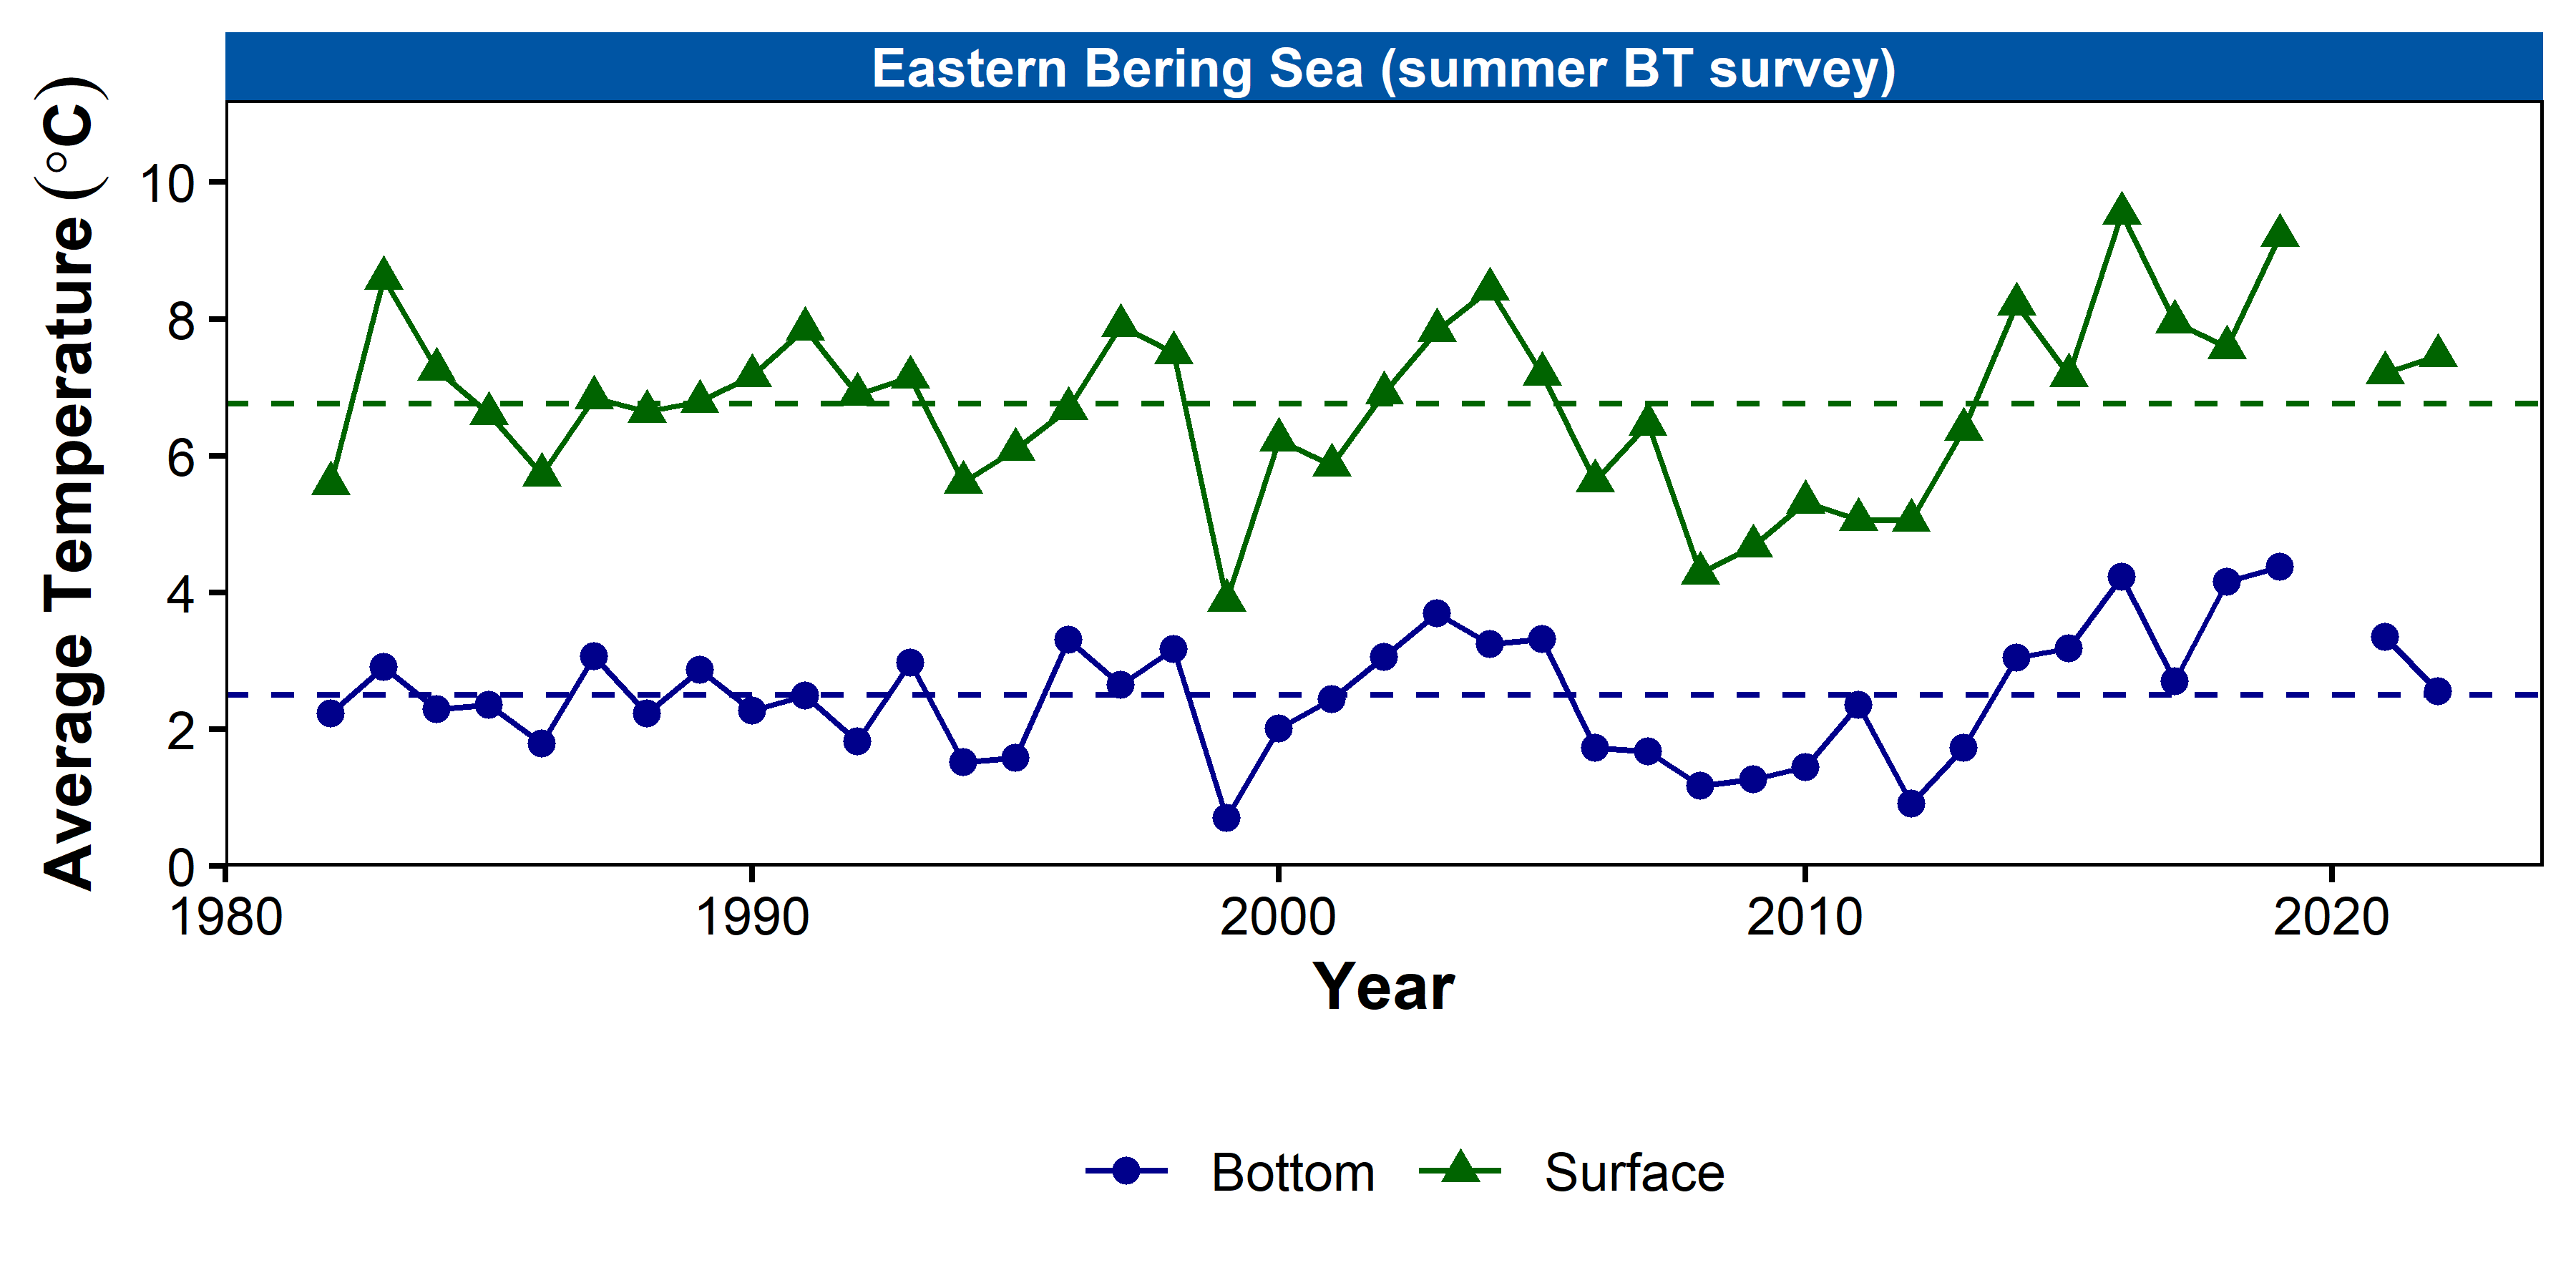 Eastern Bering Sea (summer BT survey)
Average Temperature (°C)
10
8
6
4
2
0
1980 1990 2000 2010 2020
Year
Bottom Surface